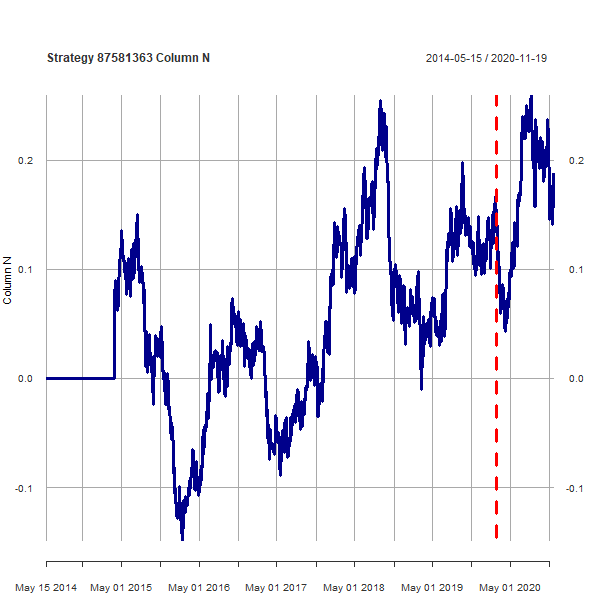 Strategy 87581363 Column N
2014-05-15 / 2020-11-19
Column N
0.2
0.2
0.1
0.1
0.0
0.0
-0.1
-0.1
May 15 2014
May 01 2015
May 01 2016
May 01 2017
May 01 2018
May 01 2019
May 01 2020